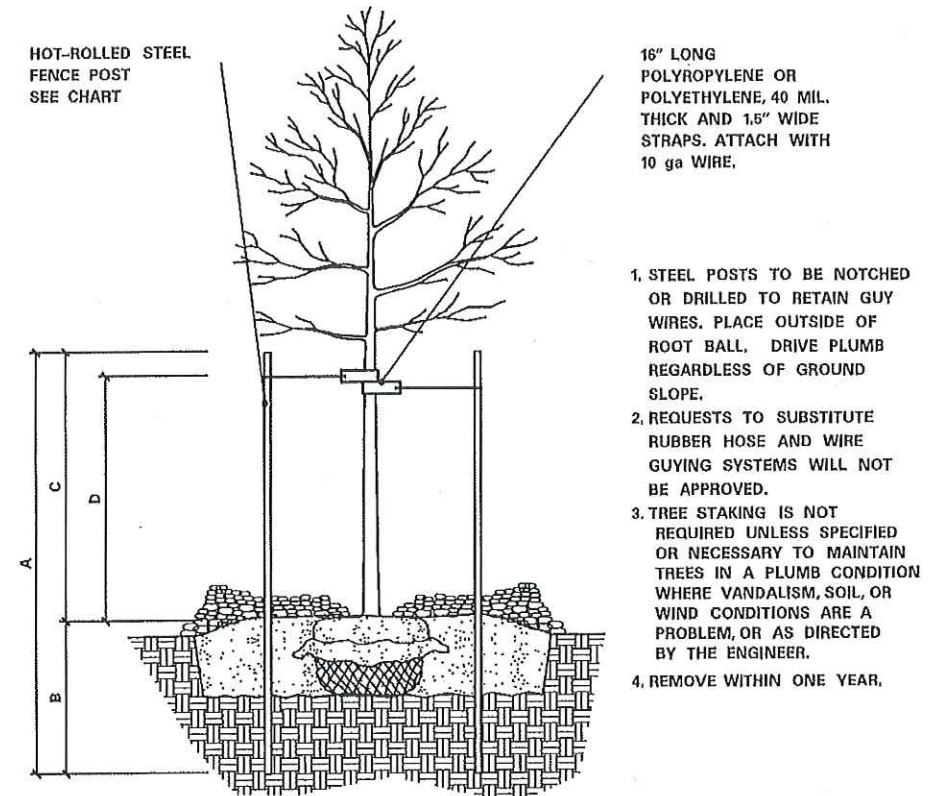 HOT-ROLLED STEEL
FENCE POST
SEE CHART
16" LONG
POLYROPYLENE OR
POLYETHYLENE, 40 MIL.
THICK AND 1.5" WIDE
STRAPS. ATTACH WITH
10 ga WIRE.
1. STEEL POSTS TO BE NOTCHED
OR DRILLED TO RETAIN GUY
WIRES. PLACE OUTSIDE OF
ROOT BALL. DRIVE PLUMB
REGARDLESS OF GROUND
SLOPE.
2. REQUESTS TO SUBSTITUTE
RUBBER HOSE AND WIRE
GUYING SYSTEMS WILL NOT
BE APPROVED.
3. TREE STAKING IS NOT
REQUIRED UNLESS SPECIFIED
OR NECESSARY TO MAINTAIN
TREES IN A PLUMB CONDITION
WHERE VANDALISM, SOIL, OR
WIND CONDITIONS ARE A
PROBLEM, OR AS DIRECTED
BY THE ENGINEER.
4. REMOVE WITHIN ONE YEAR.
A
C
D
B